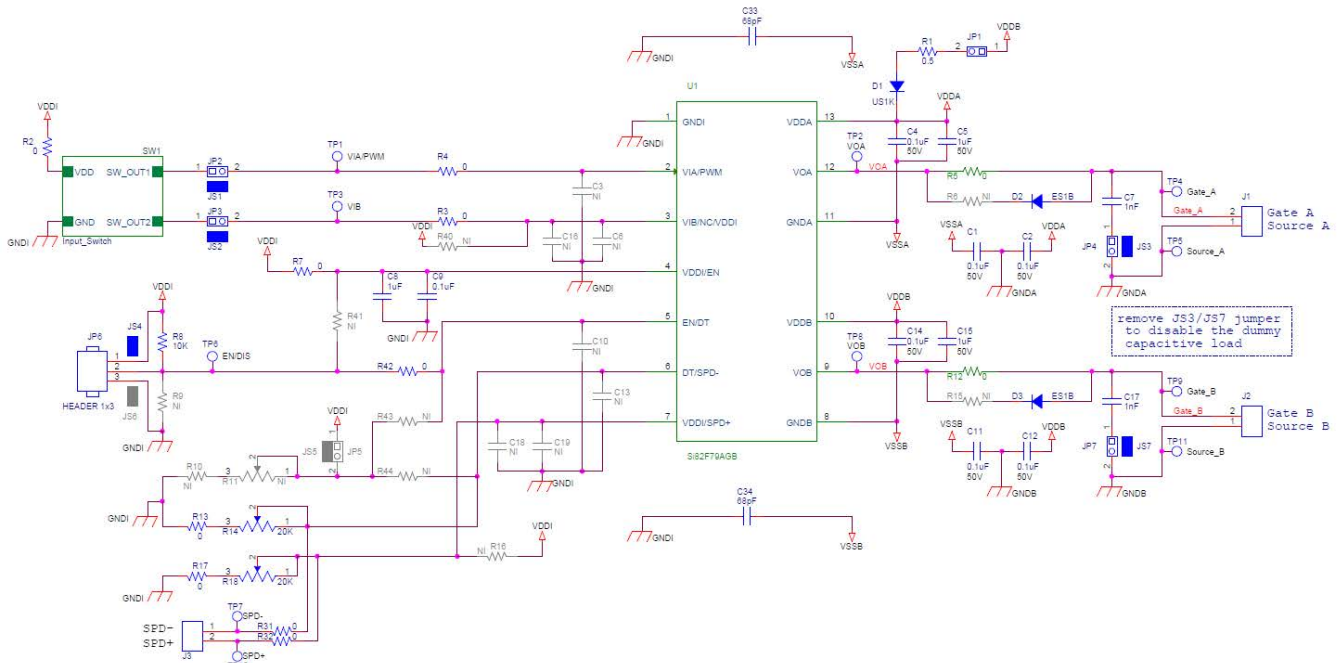 C33
68pF
GNDI
VSSA
R1
0.5
2 JP1 1
VDDB
D1
US1K
VDDI
R2
0
SW1
VDD SW_OUT1
GND SW_OUT2
Input_Switch
GNDI
1 JP2 2
JS1
1 JP3 2
JS2
TP1
VIA/PWM
TP3
VIB
R4 0
R3 0
VDDI
R40 NI
C3
NI
C16
NI
C6
NI
GNDI
U1
GNDI
1 GNDI
2 VIA/PWM
3 VIB/NC/VDDI
4 VDDI/EN
5 EN/DT
6 DT/SPD-
7 VDDI/SPD+
VDDA 13
VOA 12
GNDA 11
VDDB 10
VOB 9
GNDB 8
Si82F79AGB
VDDA
C4
0.1uF
50V
C5
1uF
50V
TP2
VOA
VOA
VSSA
R5 0
R6 NI
D2 ES1B
VSSA
C1
0.1uF
50V
C2
0.1uF
50V
VDDA
GNDA
C7
1nF
1
JP4
2
JS3
GNDA
TP4
Gate_A
Gate_A
TP5
Source_A
J1
2
1
Gate A
Source A
remove JS3/JS7 jumper
to disable the dummy
capacitive load
VDDI
R7 0
C8
1uF
C9
0.1uF
GNDI
R41
NI
VDDI
JS4
JP6
1
2
3
HEADER 1x3
JS6
R8
10K
R9
NI
GNDI
TP6
EN/DIS
R42 0
R43 NI
R44 NI
VDDI
1
JS5
JP5
2
C10
NI
C13
NI
C18
NI
C19
NI
GNDI
R10
NI
3 R11 2 1
NI
GNDI
R13
0
3 R14 2 1
20K
R17
0
3 R18 2 1
20K
GNDI
NI R16
VDDI
TP7
SPD-
SPD-
SPD+
1
2
J3
R31 0
R32 0
SPD+
VDDB
C14
0.1uF
50V
C15
1uF
50V
TP8
VOB
VOB
VSSB
R12 0
R15 NI
D3 ES1B
VSSB
C11
0.1uF
50V
C12
0.1uF
50V
VDDB
GNDB
C17
1nF
1
JP7
2
JS7
GNDB
TP9
Gate_B
Gate_B
TP11
Source_B
J2
2
1
Gate B
Source B
C34
68pF
GNDI
VSSB